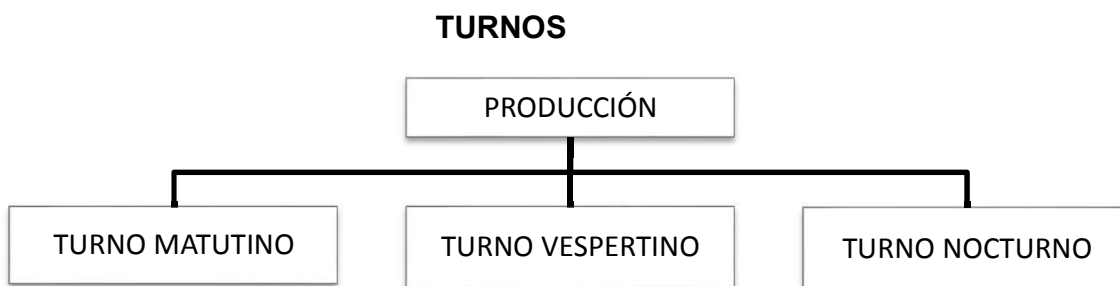 TURNOS
PRODUCCIÓN
TURNO MATUTINO
TURNO VESPERTINO
TURNO NOCTURNO